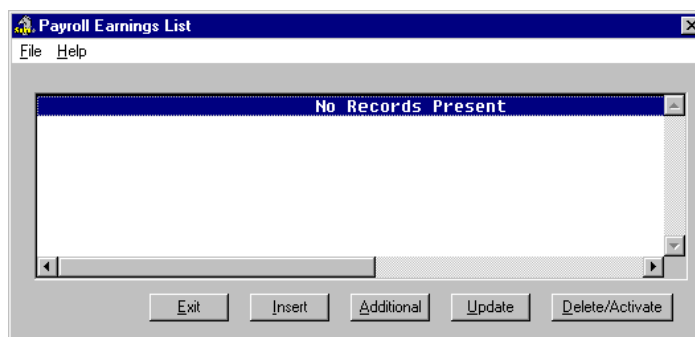 Payroll Earnings List
File Help
No Records Present
Exit Insert Additional Update Delete/Activate